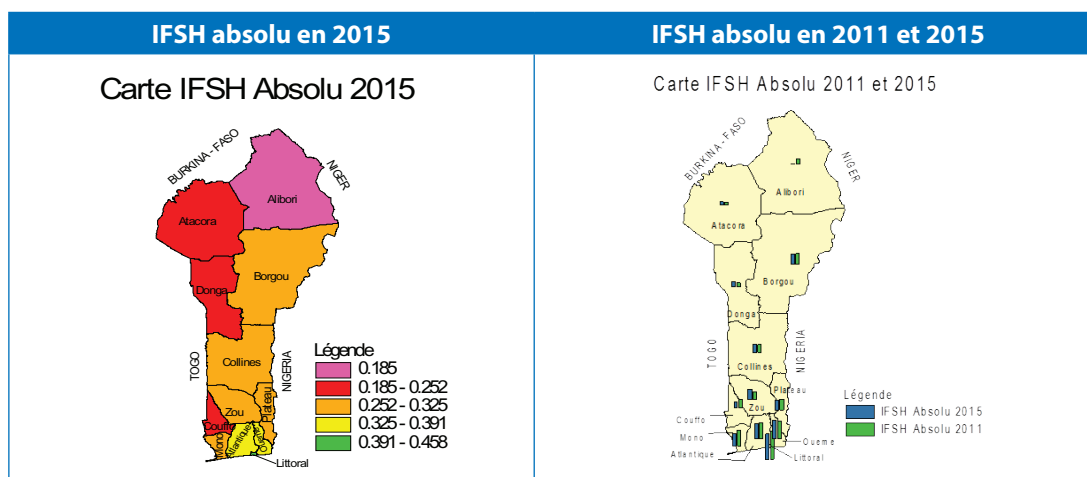 IFSH absolu en 2015
Carte IFSH Absolu 2015
BURKINA - FASO
NIGER
Alibori
Atacora
Borgou
Donga
TOGO
Collines
NIGERIA
Plateau
Zou
Couffo
Mono
Atlantique
Oueme
Littoral
Légende
0.185
0.185 - 0.252
0.252 - 0.325
0.325 - 0.391
0.391 - 0.458
IFSH absolu en 2011 et 2015
Carte IFSH Absolu 2011 et 2015
BURKINA - FASO
NIGER
Alibori
Atacora
Borgou
Donga
TOGO
NIGERIA
Collines
Plateau
Zou
Couffo
Mono
Atlantique
Oueme
Littoral
Légende
IFSH Absolu 2015
IFSH Absolu 2011